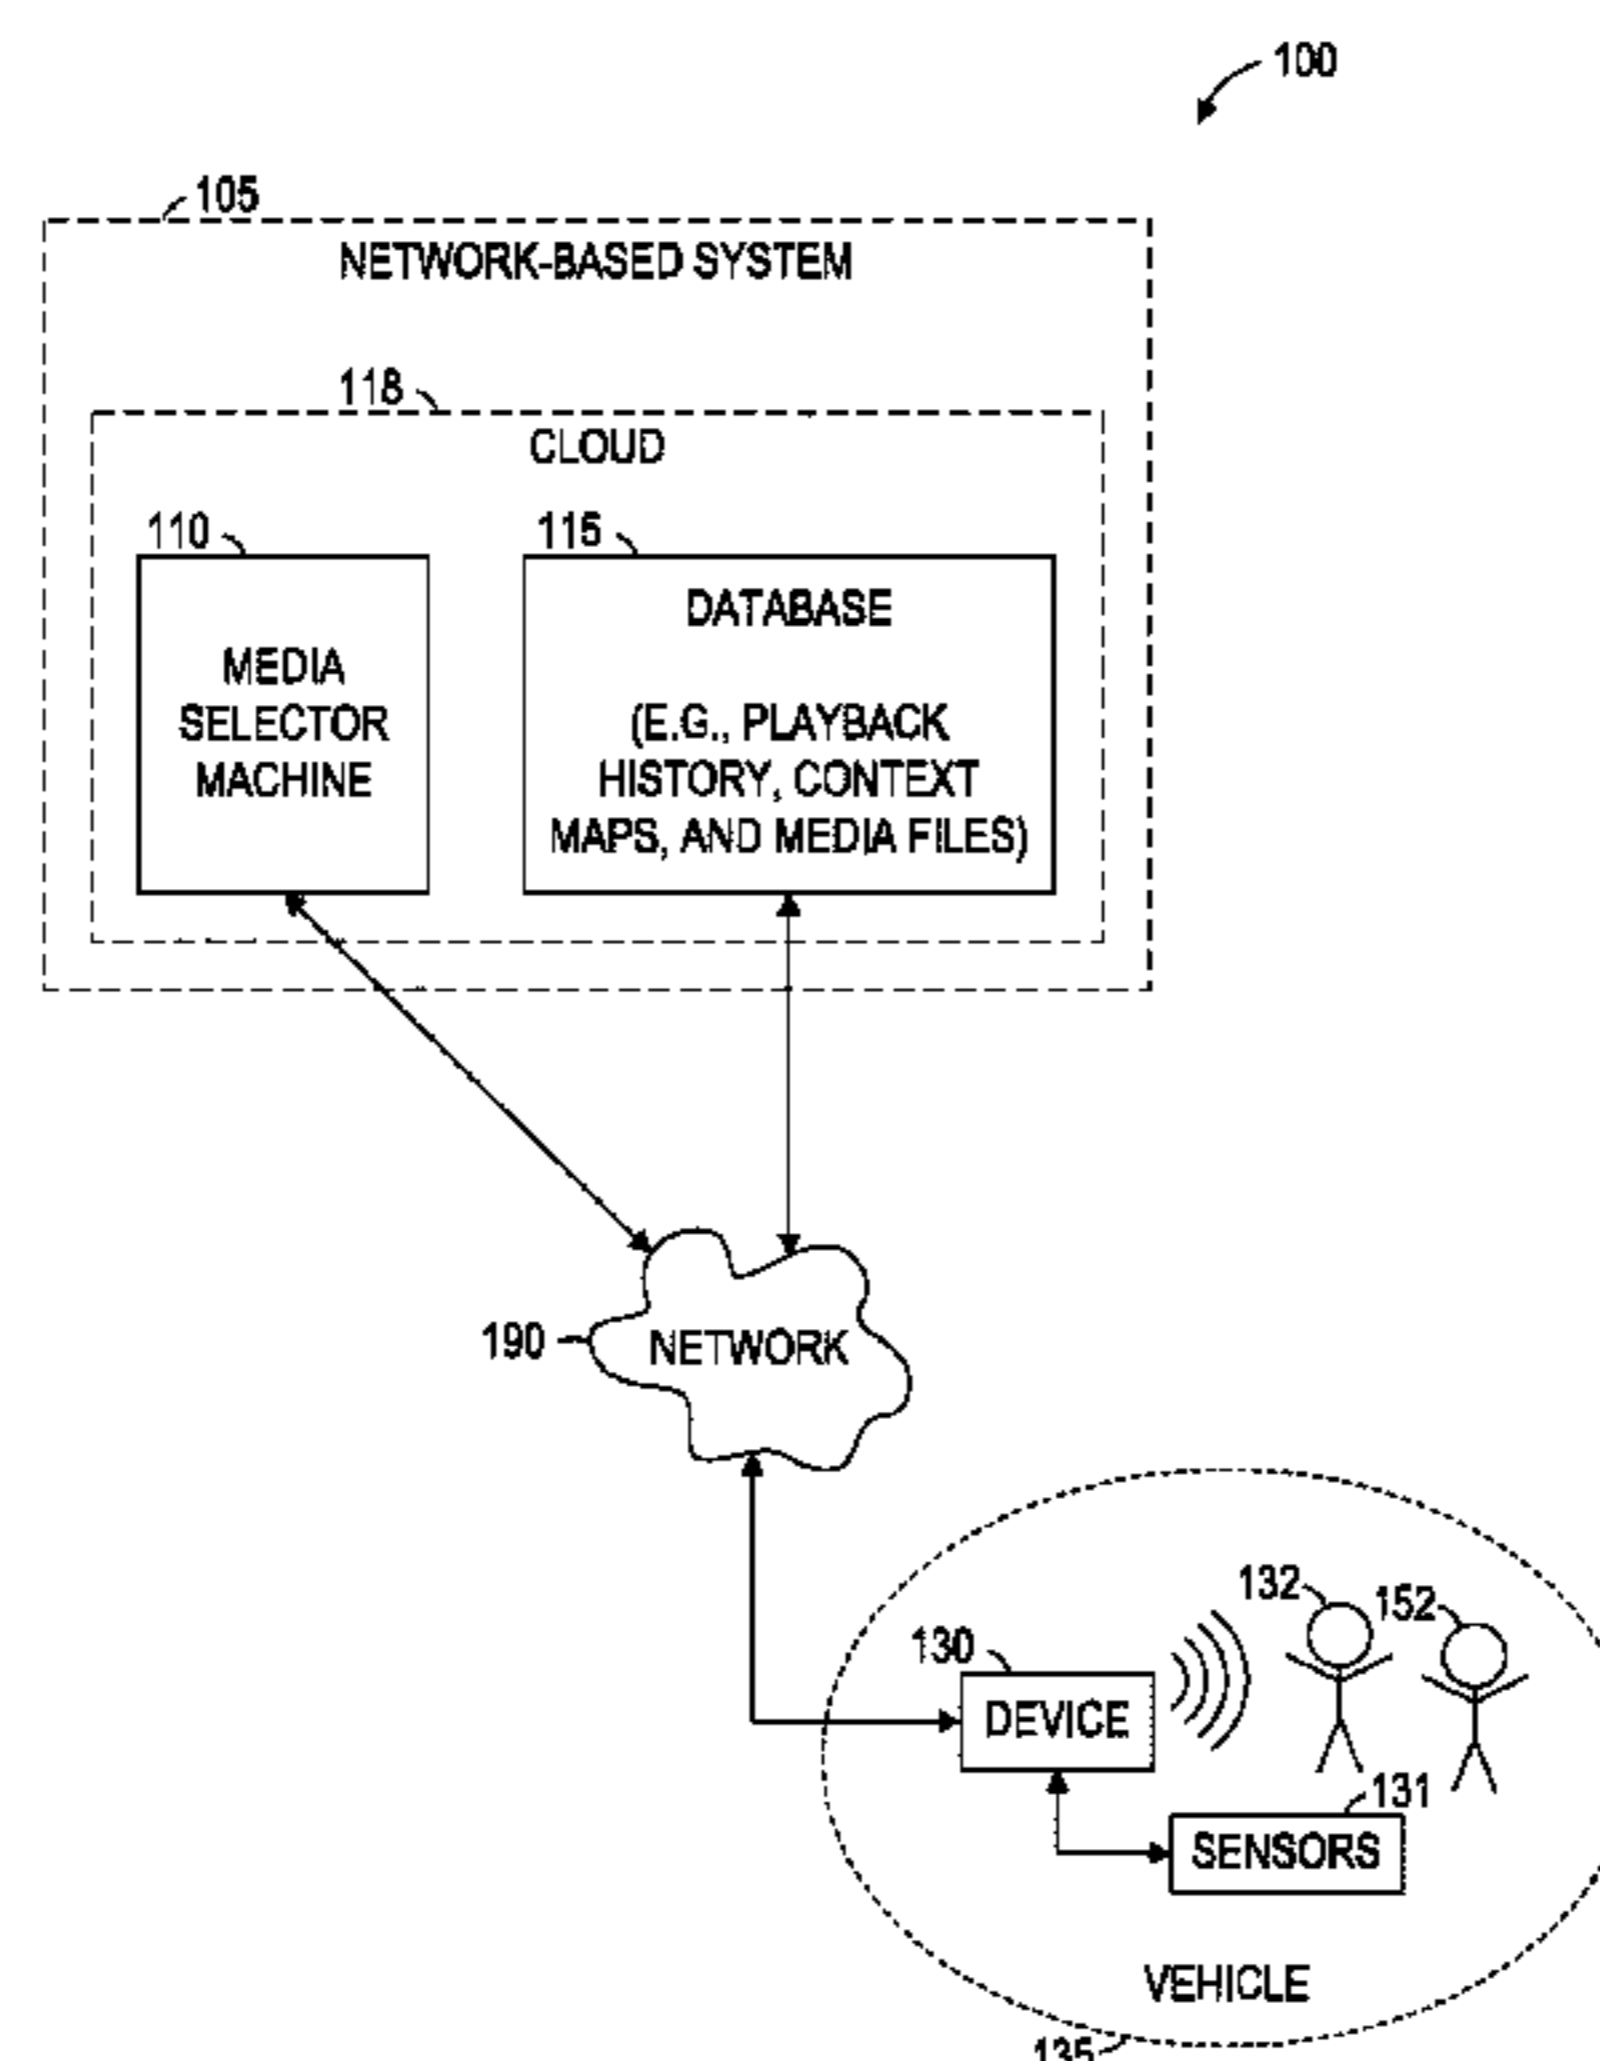 100
105
NETWORK-BASED SYSTEM
118
CLOUD
110
MEDIA
SELECTOR
MACHINE
115
DATABASE
(E.G., PLAYBACK
HISTORY, CONTEXT
MAPS, AND MEDIA FILES)
190
NETWORK
132
152
130
DEVICE
131
SENSORS
VEHICLE
135